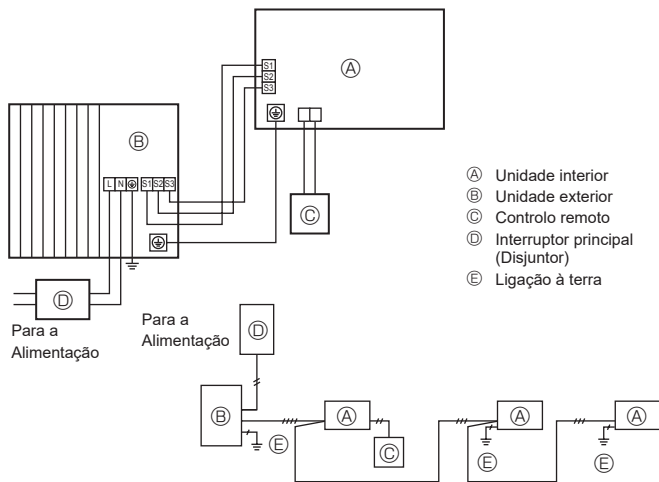 S1
S2
S3
Ⓐ
Ⓑ
L N S1 S2 S3
Ⓒ
Ⓐ Unidade interior
Ⓑ Unidade exterior
Ⓒ Controlo remoto
Ⓓ Interruptor principal
(Disjuntor)
Ⓔ Ligação à terra
Ⓓ
Para a
Alimentação
Para a
Alimentação
Ⓓ
Ⓑ
Ⓔ
Ⓐ
Ⓒ
Ⓐ
Ⓔ
Ⓐ
Ⓔ